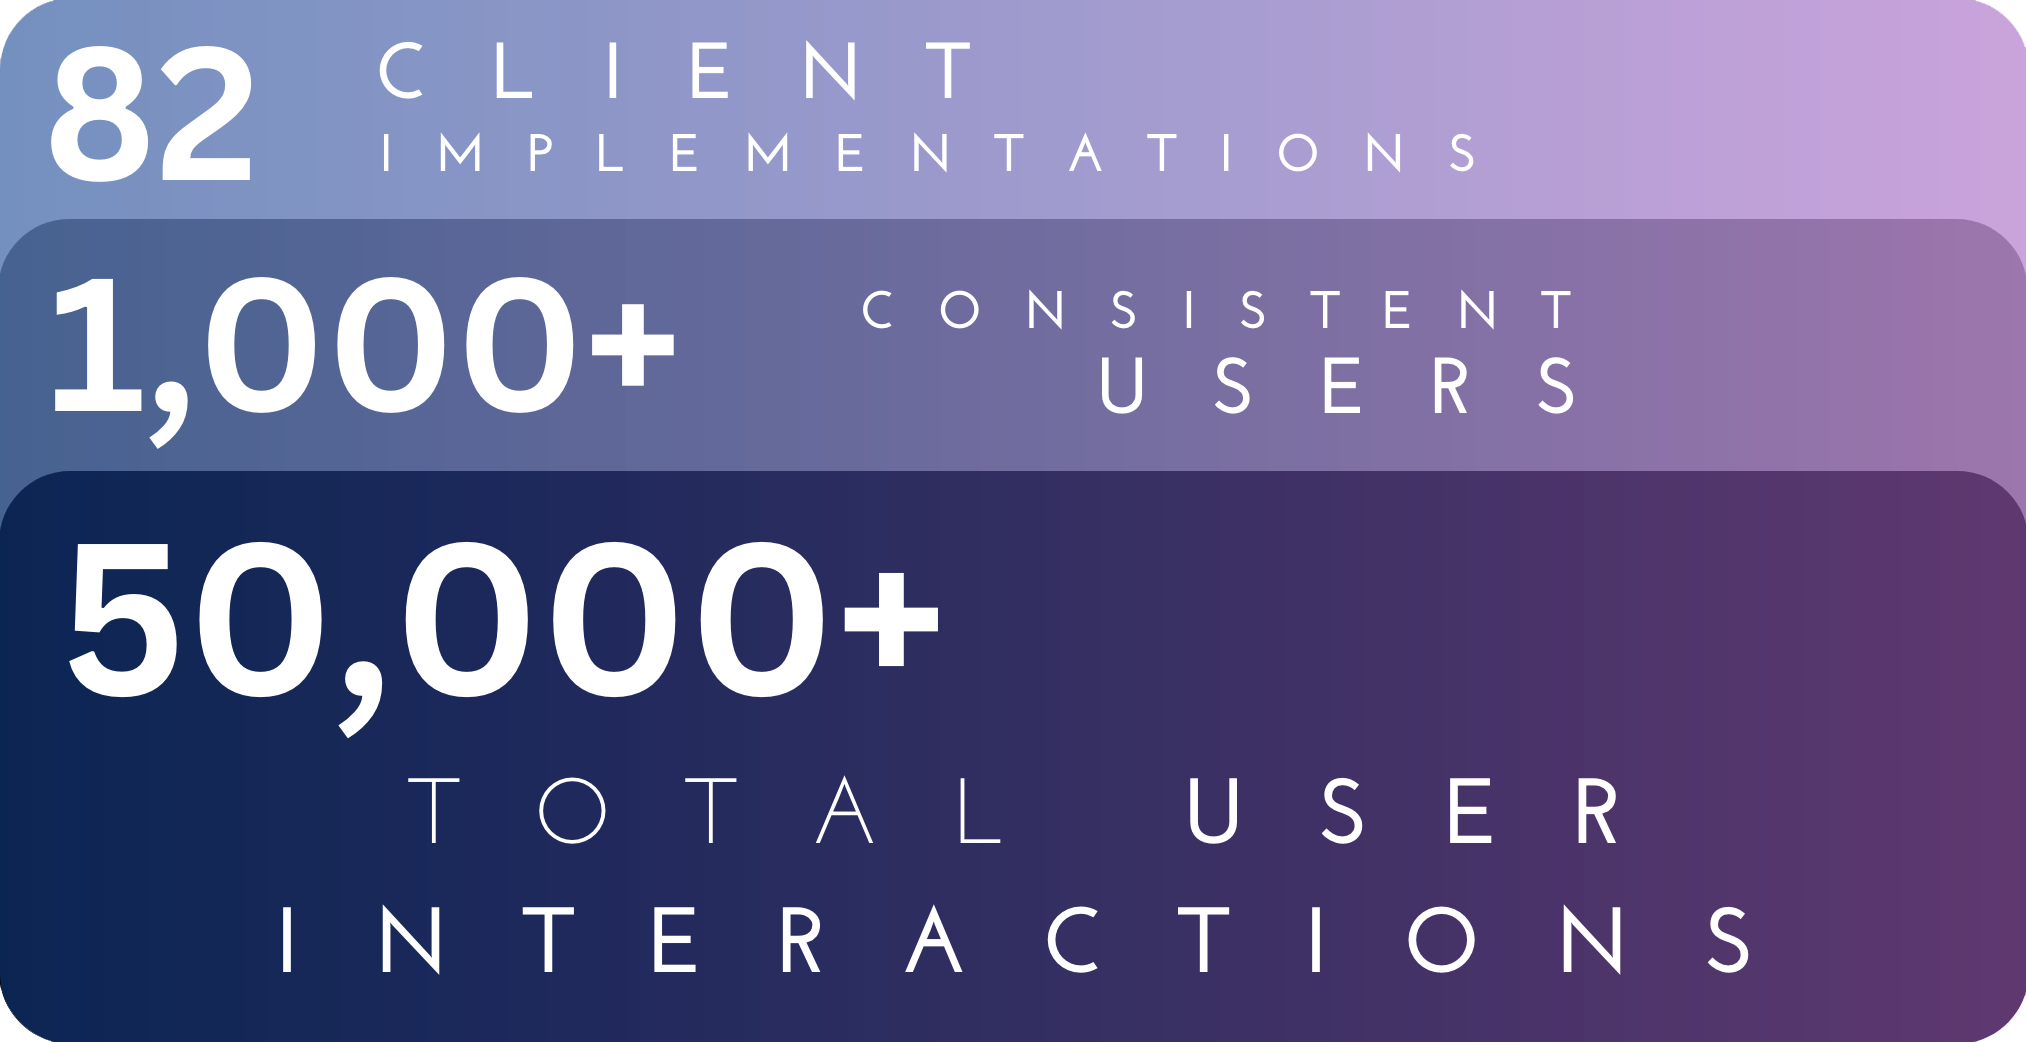 82 CLIENT
IMPLEMENTATIONS
1,000+ CONSISTENT
USERS
50,000+
TOTAL USER
INTERACTIONS